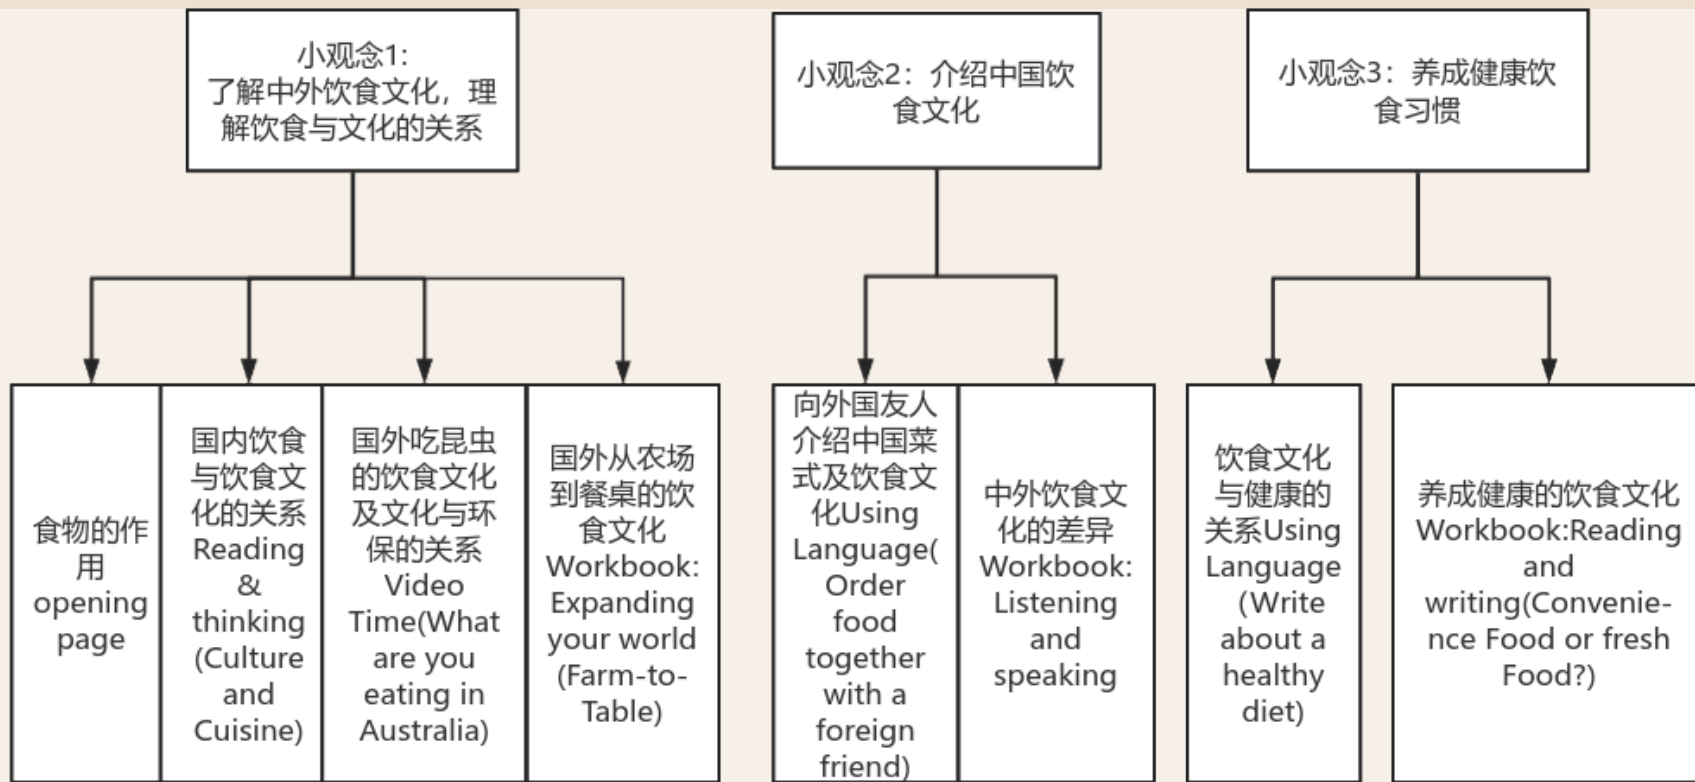 小观念1:
了解中外饮食文化，理
解饮食与文化的关系
小观念2：介绍中国饮
食文化
小观念3：养成健康饮
食习惯
食物的作
用
opening
page
国内饮食
与饮食文
化的关系
Reading
&
thinking
(Culture
and
Cuisine)
国外吃昆虫
的饮食文化
及文化与环
保的关系
Video
Time(What
are you
eating in
Australia)
国外从农场
到餐桌的饮
食文化
Workbook:
Expanding
your world
(Farm-to-
Table)
向外国友人
介绍中国菜
式及饮食文
化Using
Language(
Order
food
together
with a
foreign
friend)
中外饮食文
化的差异
Workbook:
Listening
and
speaking
饮食文化
与健康的
关系Using
Language
（Write
about a
healthy
diet)
养成健康的饮食文化
Workbook:Reading
and
writing(Convenie-
nce Food or fresh
Food?)